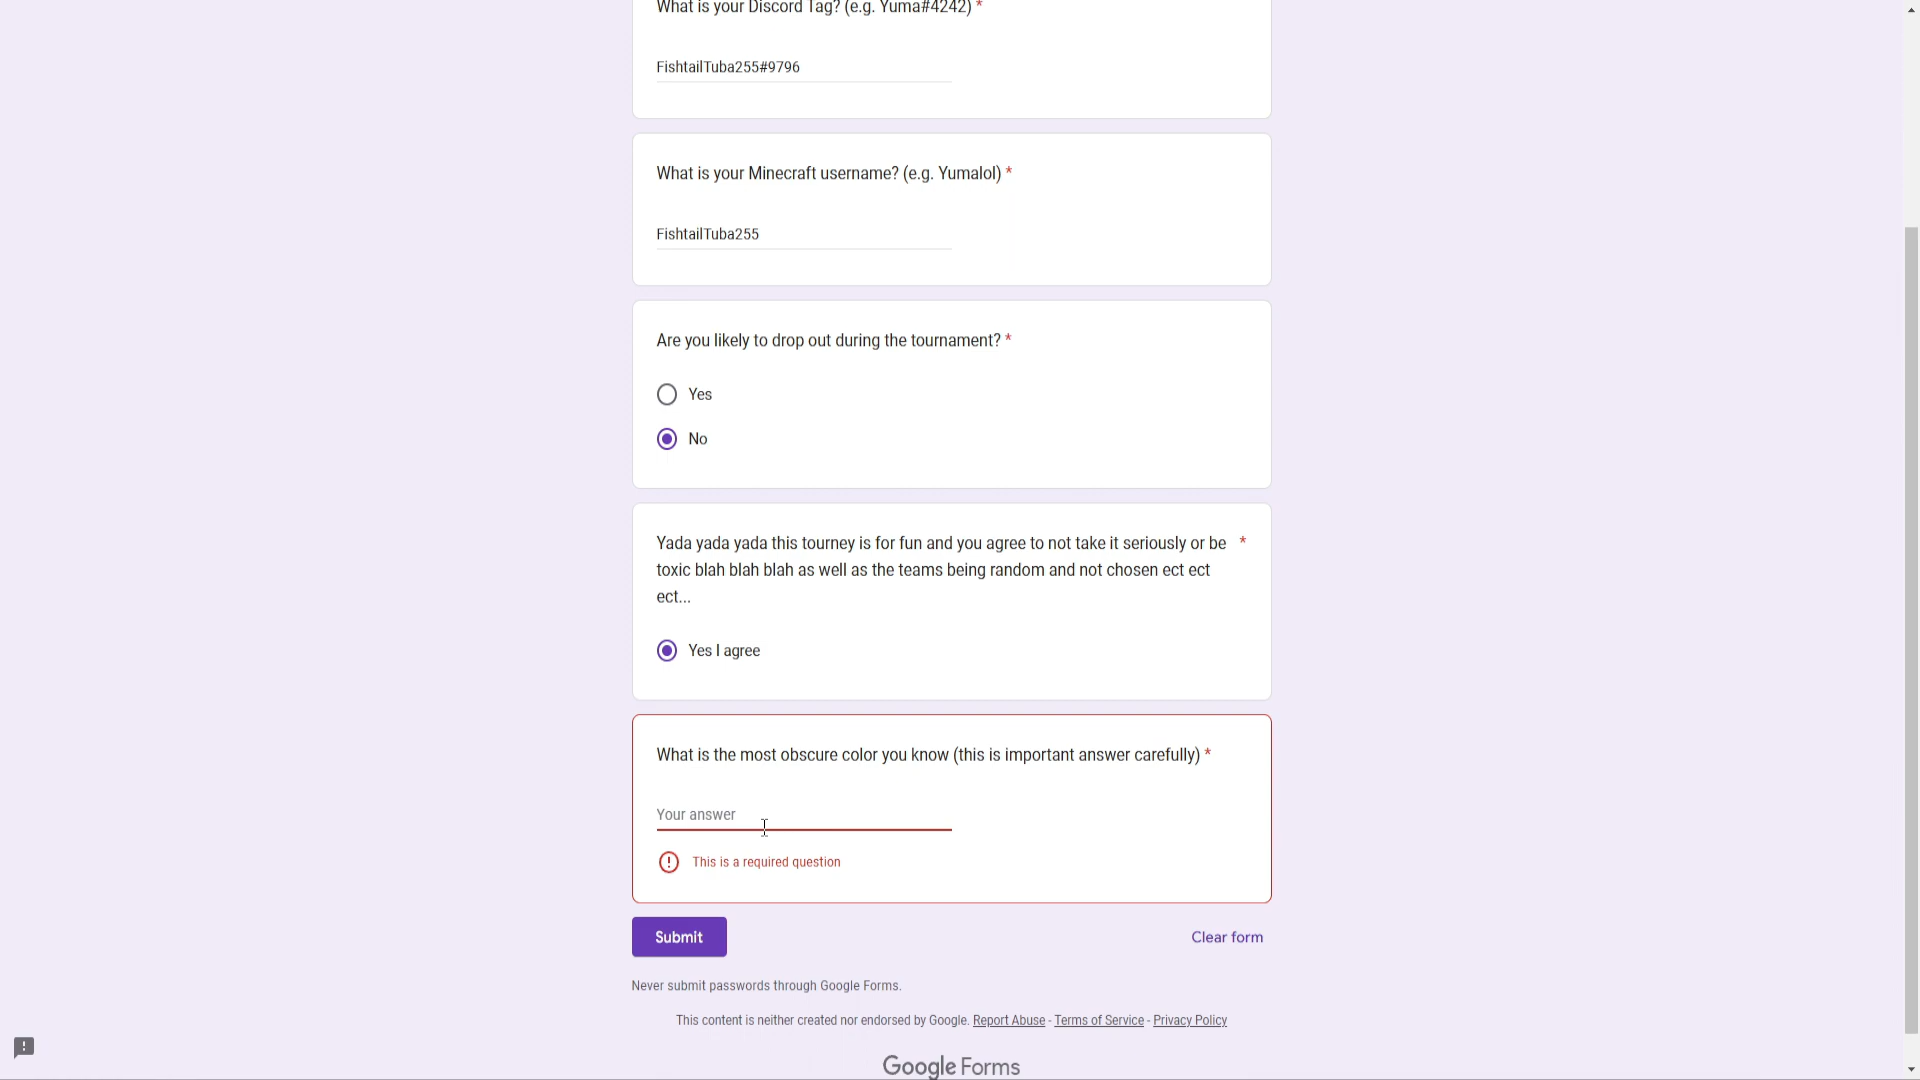 What is your Discord Tag? (e.g. Yuma#4242) *
FishtailTuba255#9796
What is your Minecraft username? (e.g. Yumalol) *
FishtailTuba255
Are you likely to drop out during the tournament? *
Yes
No
Yada yada yada this tourney is for fun and you agree to not take it seriously or be *
toxic blah blah blah as well as the teams being random and not chosen ect ect
ect...
Yes I agree
What is the most obscure color you know (this is important answer carefully) *
Your answer
This is a required question
Submit
Clear form
Never submit passwords through Google Forms.
This content is neither created nor endorsed by Google. Report Abuse - Terms of Service - Privacy Policy
Google Forms